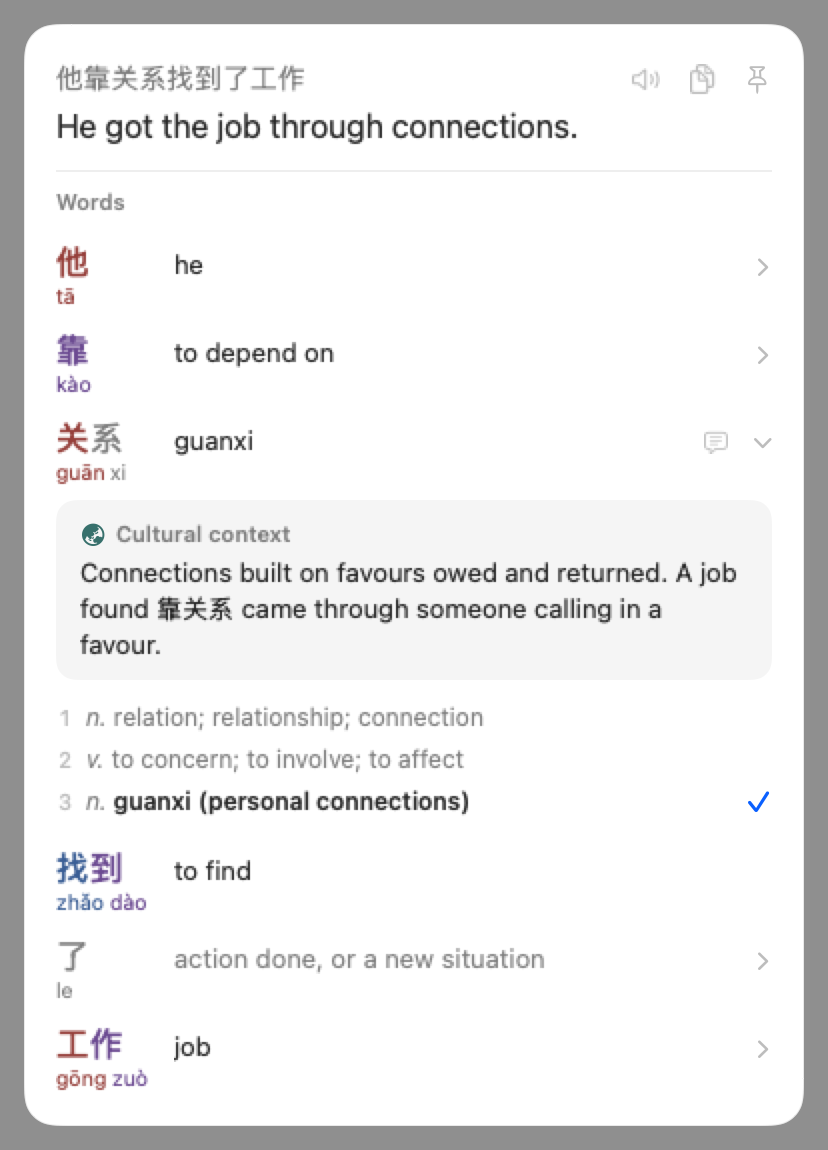 他靠关系找到了工作
He got the job through connections.
Words
他 he
tā
靠 to depend on
kào
关系 guanxi
guān xi
Cultural context
Connections built on favours owed and returned. A job
found 靠关系 came through someone calling in a
favour.
1 n. relation; relationship; connection
2 v. to concern; to involve; to affect
3 n. guanxi (personal connections)
找到 to find
zhǎo dào
了 action done, or a new situation
le
工作 job
gōng zuò